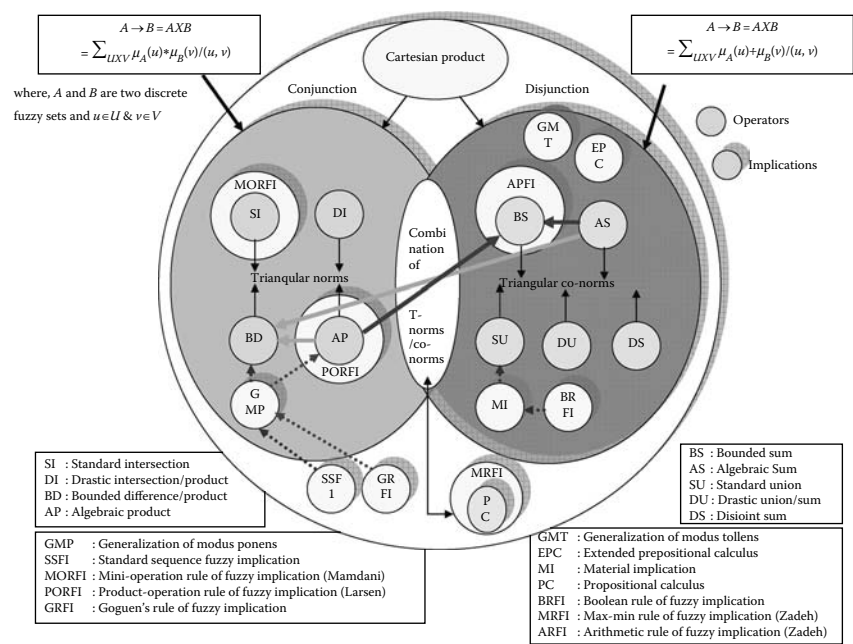 A → B = AXB
= ∑UXV μA(u)*μB(v)/(u, v)
where, A and B are two discrete
fuzzy sets and u∈U & v∈V
A → B = AXB
= ∑UXV μA(u)+μB(v)/(u, v)
Cartesian product
Conjunction
Disjunction
Operators
Implications
MORFI
SI
DI
Trianqular norms
BD
AP
PORFI
G
MP
SSF
1
GR
FI
Combi
nation of
T-
norms
/co-
norms
GM
T
EP
C
APFI
BS
AS
Triangular co-norms
SU
DU
DS
MI
BR
FI
MRFI
P
C
SI : Standard intersection
DI : Drastic intersection/product
BD : Bounded difference/product
AP : Algebraic product
GMP : Generalization of modus ponens
SSFI : Standard sequence fuzzy implication
MORFI : Mini-operation rule of fuzzy implication (Mamdani)
PORFI : Product-operation rule of fuzzy implication (Larsen)
GRFI : Goguen's rule of fuzzy implication
BS : Bounded sum
AS : Algebraic Sum
SU : Standard union
DU : Drastic union/sum
DS : Disioint sum
GMT : Generalization of modus tollens
EPC : Extended prepositional calculus
MI : Material implication
PC : Propositional calculus
BRFI : Boolean rule of fuzzy implication
MRFI : Max-min rule of fuzzy implication (Zadeh)
ARFI : Arithmetic rule of fuzzy implication (Zadeh)